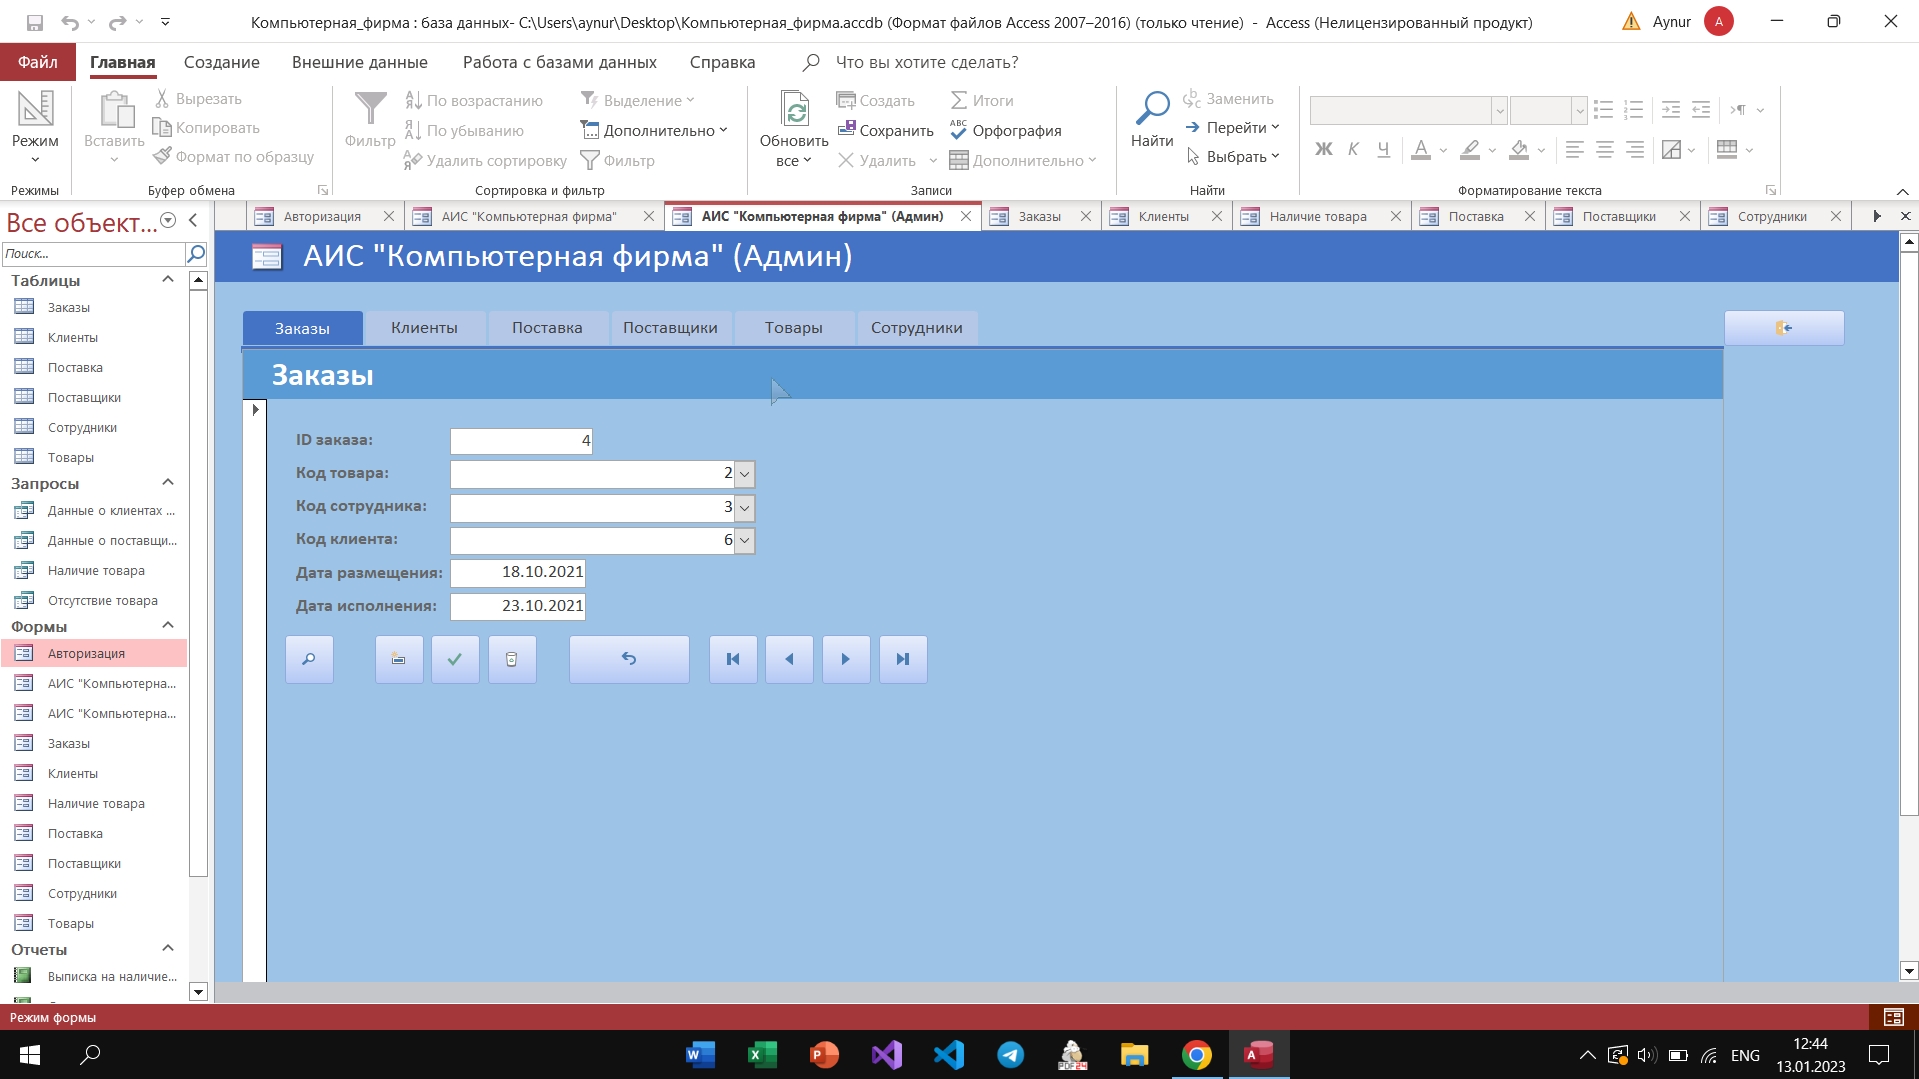 Компьютерная_фирма : база данных- C:\Users\aynur\Desktop\Компьютерная_фирма.accdb (Формат файлов Access 2007–2016) (только чтение) - Access (Нелицензированный продукт)
Aynur
A
Файл
Главная
Создание
Внешние данные
Работа с базами данных
Справка
Что вы хотите сделать?
Режим
Режимы
Вставить
Вырезать
Копировать
Формат по образцу
Буфер обмена
Фильтр
По возрастанию
По убыванию
Удалить сортировку
Выделение
Дополнительно
Фильтр
Сортировка и фильтр
Обновить
все
Создать
Сохранить
Удалить
Итоги
Орфография
Дополнительно
Записи
Найти
Заменить
Перейти
Выбрать
Найти
Ж К Ч А
Форматирование текста
Все объект...
Поиск...
Таблицы
Заказы
Клиенты
Поставка
Поставщики
Сотрудники
Товары
Запросы
Данные о клиентах ...
Данные о поставщи...
Наличие товара
Отсутствие товара
Формы
Авторизация
АИС "Компьютерна...
АИС "Компьютерна...
Заказы
Клиенты
Наличие товара
Поставка
Поставщики
Сотрудники
Товары
Отчеты
Выписка на наличие...
Авторизация
АИС "Компьютерная фирма"
АИС "Компьютерная фирма" (Админ)
Заказы
Клиенты
Наличие товара
Поставка
Поставщики
Сотрудники
АИС "Компьютерная фирма" (Админ)
Заказы
Клиенты
Поставка
Поставщики
Товары
Сотрудники
Заказы
ID заказа: 4
Код товара: 2
Код сотрудника: 3
Код клиента: 6
Дата размещения: 18.10.2021
Дата исполнения: 23.10.2021
Режим формы
ENG
12:44
13.01.2023